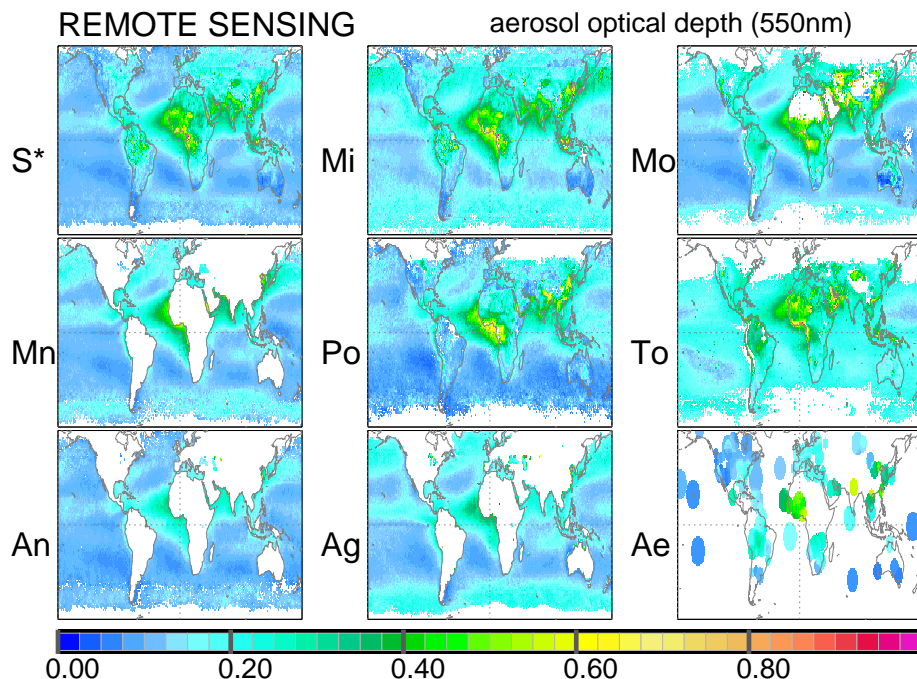 REMOTE SENSING
aerosol optical depth (550nm)
S*
Mi
Mo
Mn
Po
To
An
Ag
Ae
0.00 0.20 0.40 0.60 0.80